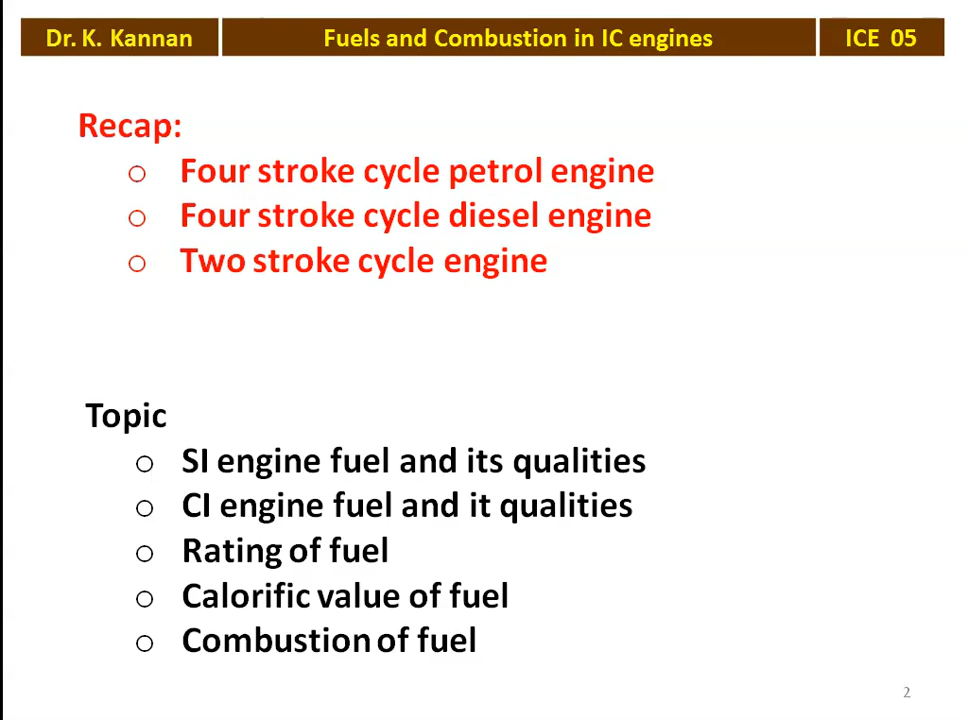 Dr. K. Kannan
Fuels and Combustion in IC engines
ICE 05
Recap:
Four stroke cycle petrol engine
Four stroke cycle diesel engine
Two stroke cycle engine
Topic
SI engine fuel and its qualities
CI engine fuel and it qualities
Rating of fuel
Calorific value of fuel
Combustion of fuel
2